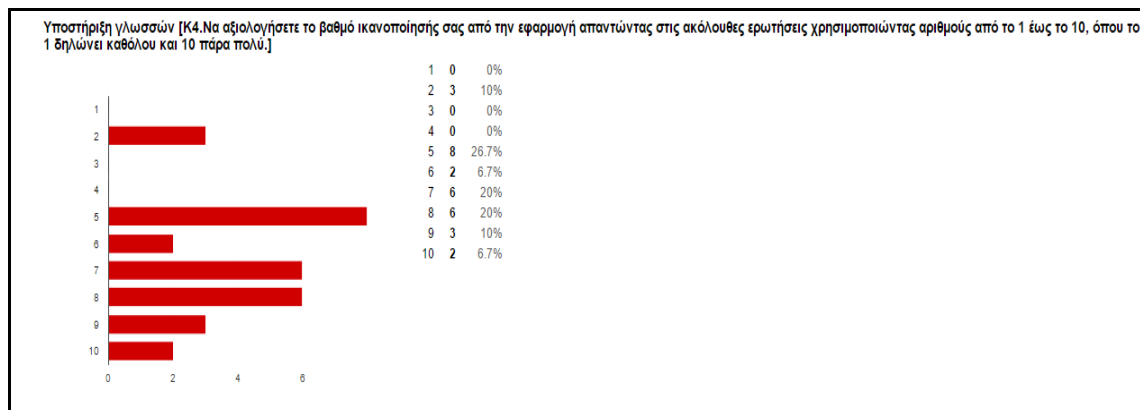 Υποστήριξη γλωσσών [Κ4.Να αξιολογήσετε το βαθμό ικανοποίησής σας από την εφαρμογή απαντώντας στις ακόλουθες ερωτήσεις χρησιμοποιώντας αριθμούς από το 1 έως το 10, όπου το
1 δηλώνει καθόλου και 10 πάρα πολύ.]
1 0 0%
2 3 10%
3 0 0%
4 0 0%
5 8 26.7%
6 2 6.7%
7 6 20%
8 6 20%
9 3 10%
10 2 6.7%
1
2
3
4
5
6
7
8
9
10
0 2 4 6